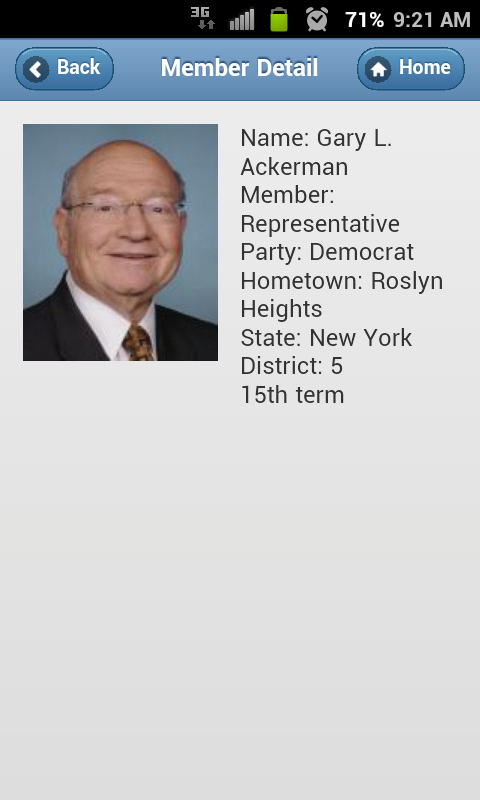 3G 71% 9:21 AM
Back Member Detail Home
Name: Gary L.
Ackerman
Member:
Representative
Party: Democrat
Hometown: Roslyn
Heights
State: New York
District: 5
15th term